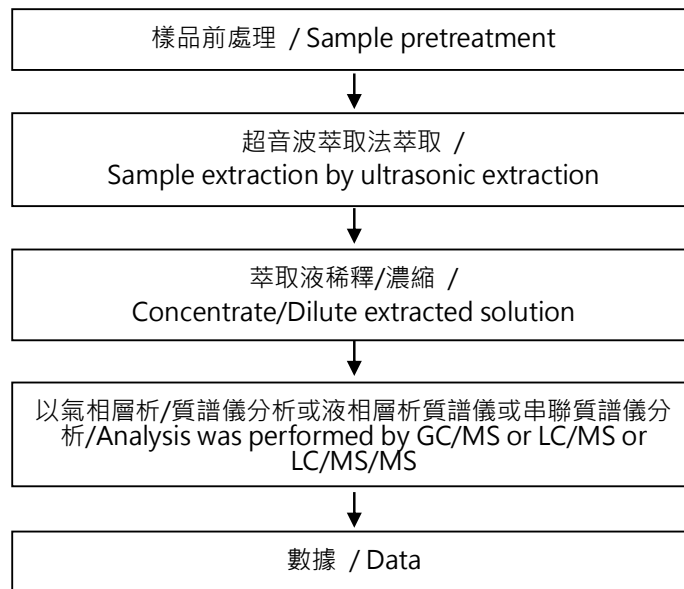 樣品前處理 / Sample pretreatment
超音波萃取法萃取 /
Sample extraction by ultrasonic extraction
萃取液稀釋/濃縮 /
Concentrate/Dilute extracted solution
以氣相層析/質譜儀分析或液相層析質譜儀或串聯質譜儀分
析/Analysis was performed by GC/MS or LC/MS or
LC/MS/MS
數據 / Data